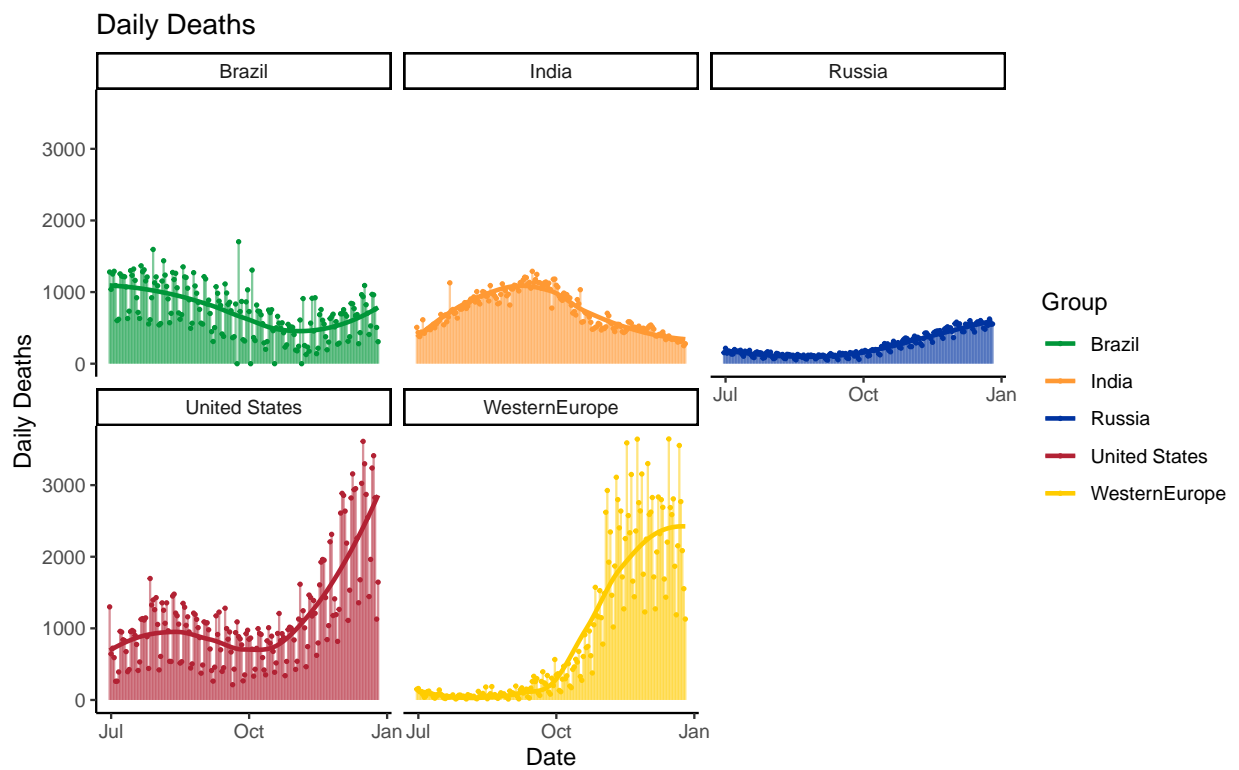 Daily Deaths
Brazil
India
Russia
3000
2000
1000
0
Jul
Oct
Jan
United States
WesternEurope
3000
2000
1000
0
Jul
Oct
Jan
Jul
Oct
Jan
Date
Daily Deaths
Group
Brazil
India
Russia
United States
WesternEurope